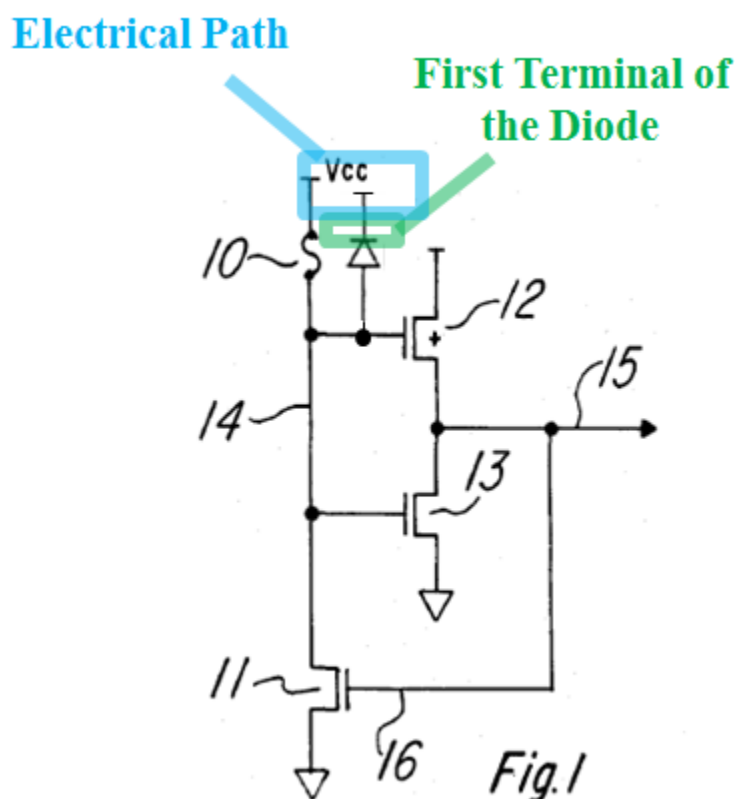 Electrical Path
First Terminal of
the Diode
Vcc
10
12
15
14
13
11
16
Fig.1